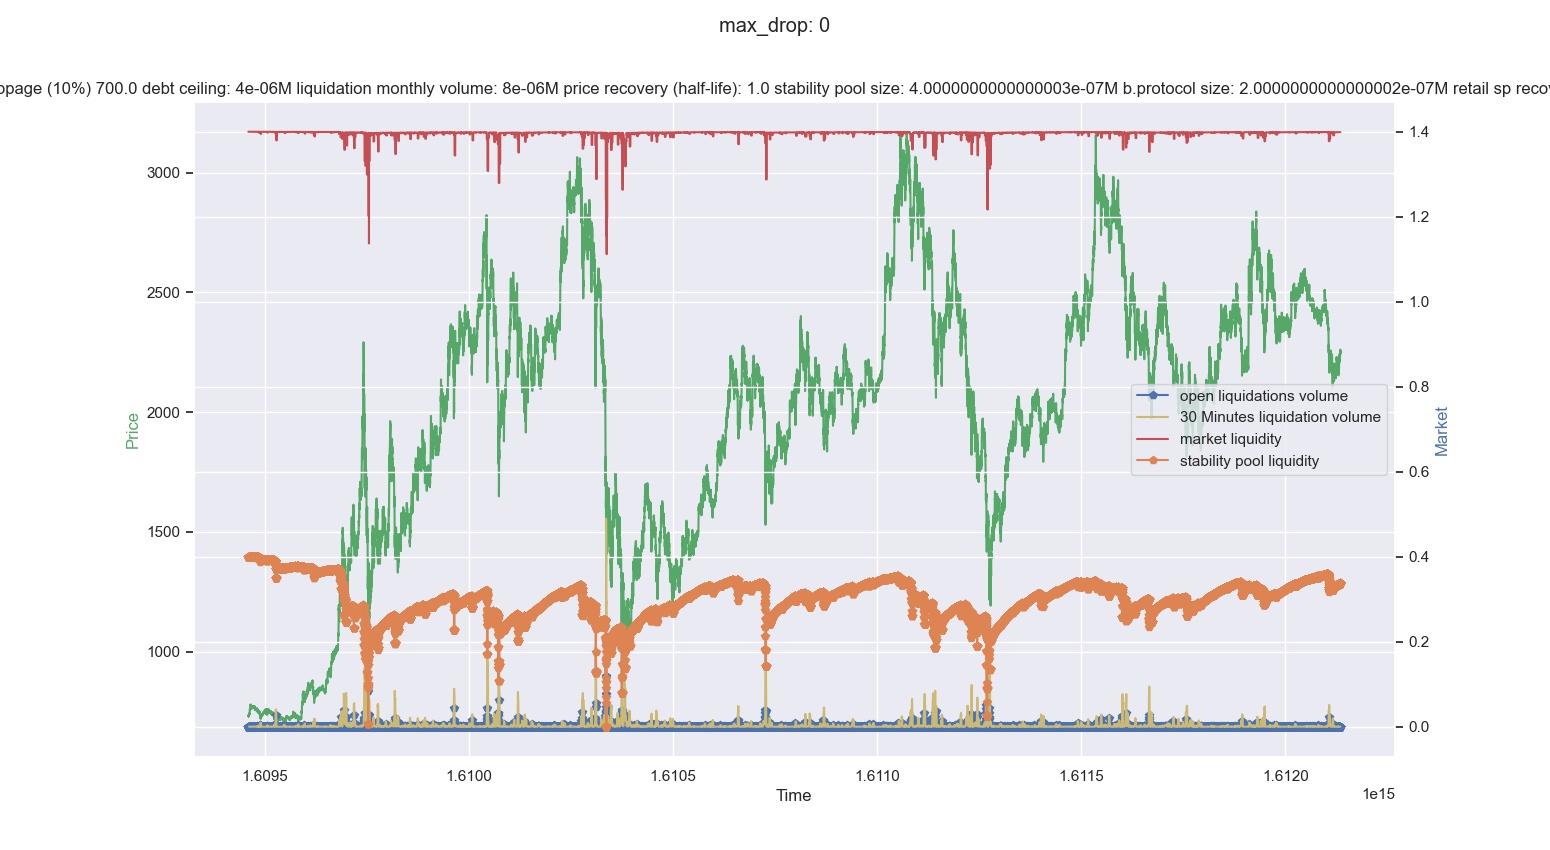 max_drop: 0
(10%) 700.0 debt ceiling: 4e-06M liquidation monthly volume: 8e-06M price recovery (half-life): 1.0 stability pool size: 4.0000000000000003e-07M b.protocol size: 2.0000000000000002e-07M retail sp
3000
2500
2000
1500
1000
Price
1.4
1.2
1.0
0.8
0.6
0.4
0.2
0.0
Market
open liquidations volume
30 Minutes liquidation volume
market liquidity
stability pool liquidity
1.6095 1.6100 1.6105 1.6110 1.6115 1.6120
Time
1e15